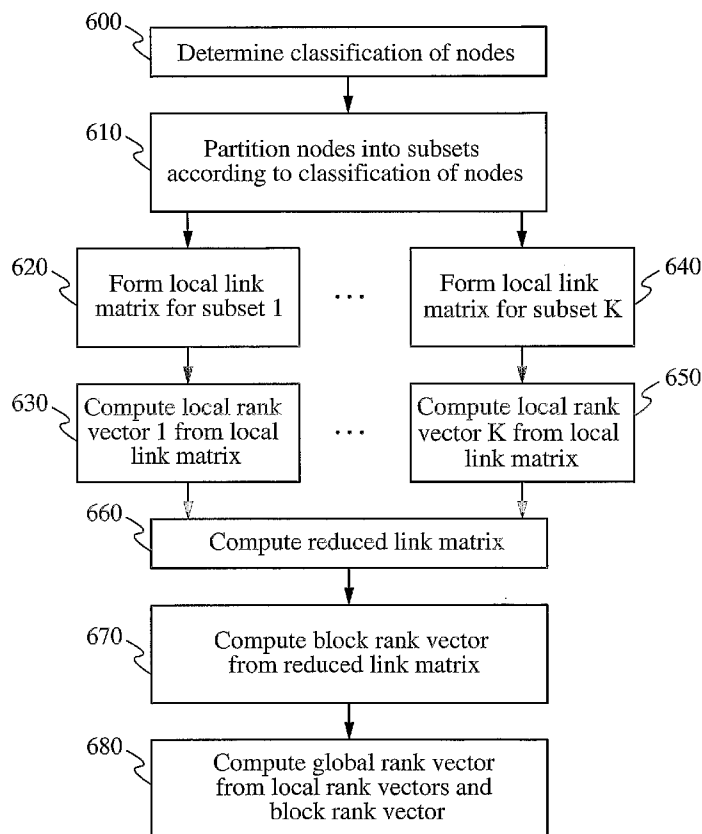 600
Determine classification of nodes
610
Partition nodes into subsets
according to classification of nodes
620
Form local link
matrix for subset 1
...
640
Form local link
matrix for subset K
630
Compute local rank
vector 1 from local
link matrix
...
650
Compute local rank
vector K from local
link matrix
660
Compute reduced link matrix
670
Compute block rank vector
from reduced link matrix
680
Compute global rank vector
from local rank vectors and
block rank vector